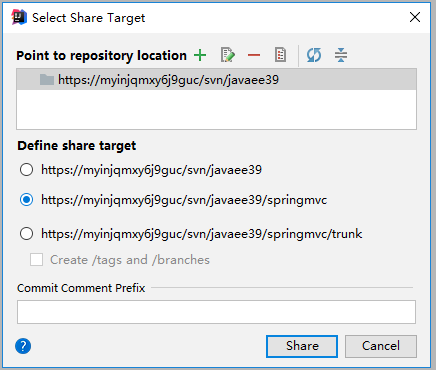 Select Share Target
Point to repository location
https://myinjqmxy6j9guc/svn/javaee39
Define share target
https://myinjqmxy6j9guc/svn/javaee39
https://myinjqmxy6j9guc/svn/javaee39/springmvc
https://myinjqmxy6j9guc/svn/javaee39/springmvc/trunk
Create /tags and /branches
Commit Comment Prefix
? Share Cancel